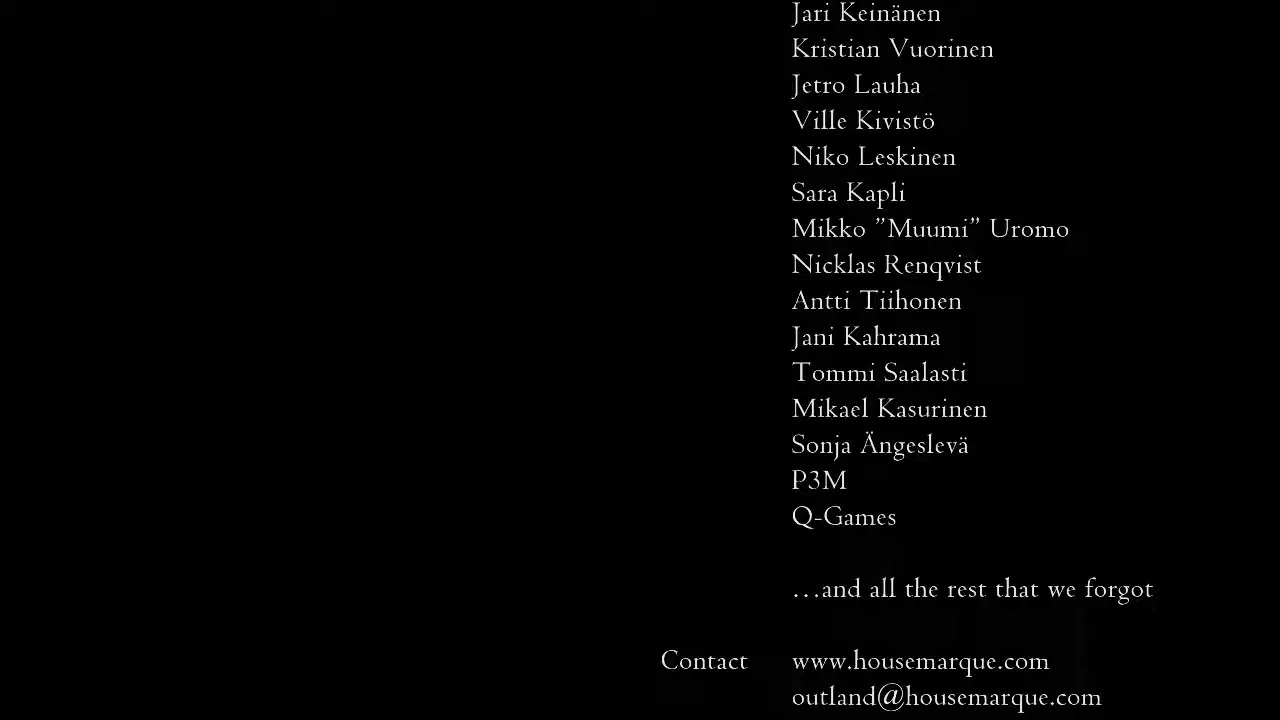 Jari Keinänen
Kristian Vuorinen
Jetro Lauha
Ville Kivistö
Niko Leskinen
Sara Kapli
Mikko ”Muumi” Uromo
Nicklas Renqvist
Antti Tiihonen
Jani Kahrama
Tommi Saalasti
Mikael Kasurinen
Sonja Ängeslevä
P3M
Q-Games
...and all the rest that we forgot
Contact www.housemarque.com
outland@housemarque.com